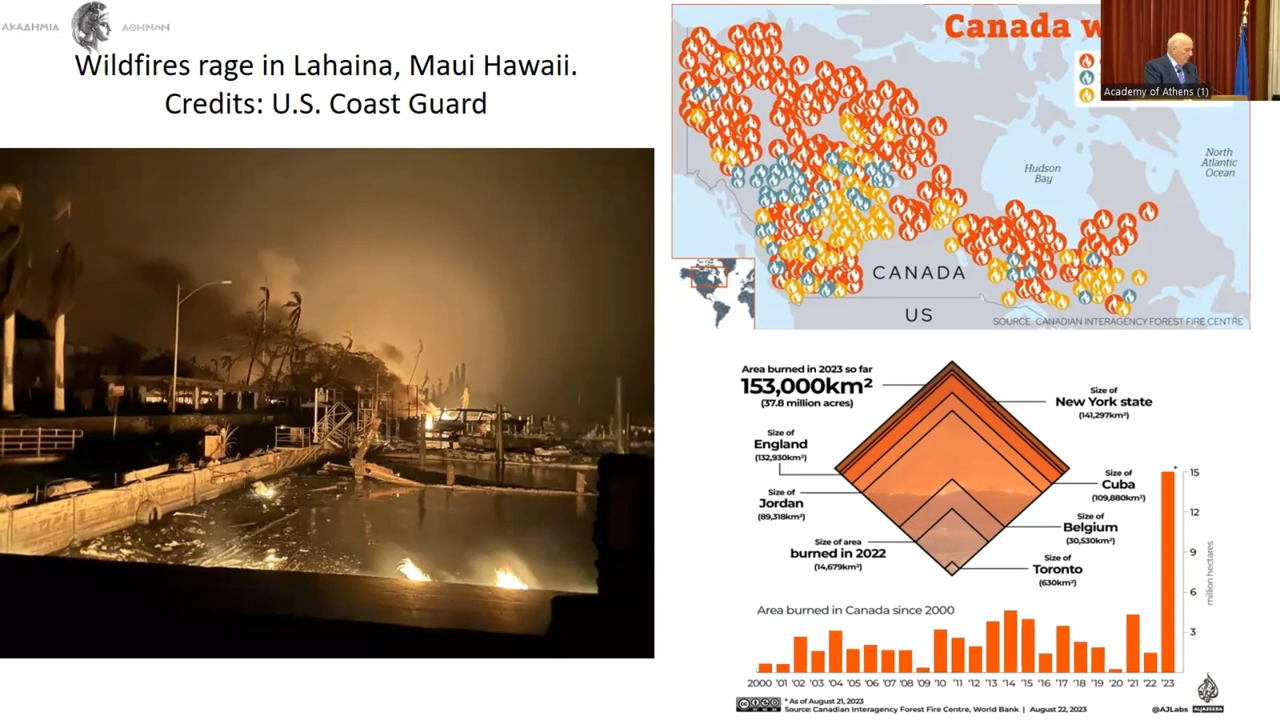 ΑΚΑΔΗΜΙΑ ΑΘΗΝΩΝ
Wildfires rage in Lahaina, Maui Hawaii.
Credits: U.S. Coast Guard
Canada w
Academy of Athens (1)
Hudson
Bay
North
Atlantic
Ocean
CANADA
US
SOURCE: CANADIAN INTERAGENCY FOREST FIRE CENTRE
Area burned in 2023 so far
153,000km²
(37.8 million acres)
Size of
New York state
(141,297km²)
Size of
England
(132,930km²)
Size of
Cuba
(109,880km²)
Size of
Jordan
(89,318km²)
Size of
Belgium
(30,530km²)
Size of area
burned in 2022
(14,679km²)
Size of
Toronto
(630km²)
Area burned in Canada since 2000
*
15
12
9
6
3
million hectares
2000 '01 '02 '03 '04 '05 '06 '07 '08 '09 '10 '11 '12 '13 '14 '15 '16 '17 '18 '19 '20 '21 '22 '23
* As of August 21, 2023
Source: Canadian Interagency Forest Fire Centre, World Bank | August 22, 2023
@AJLabs ALJAZEERA